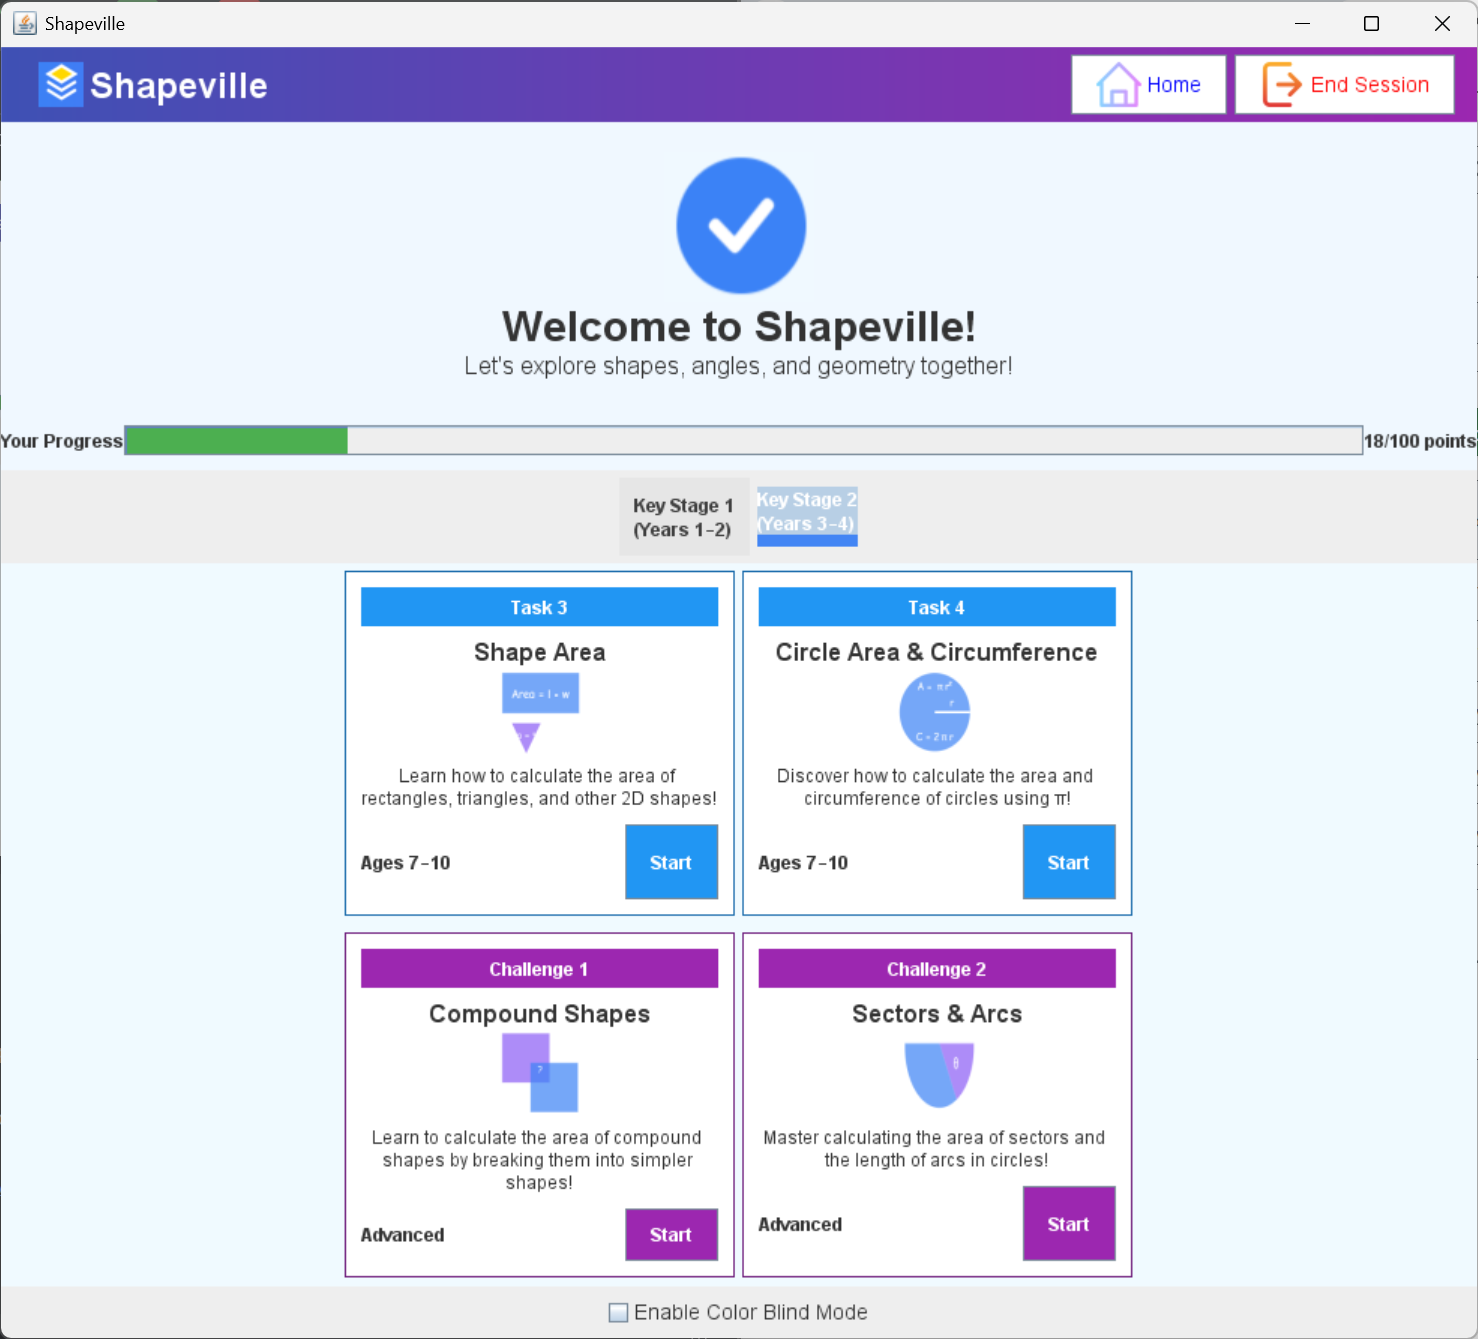 Shapeville
Shapeville
Home
End Session
Welcome to Shapeville!
Let's explore shapes, angles, and geometry together!
Your Progress
18/100 points
Key Stage 1
(Years 1-2)
Key Stage 2
(Years 3-4)
Task 3
Shape Area
Area = l × w
Learn how to calculate the area of
rectangles, triangles, and other 2D shapes!
Ages 7-10
Start
Task 4
Circle Area & Circumference
A = πr²
r
C = 2πr
Discover how to calculate the area and
circumference of circles using π!
Ages 7-10
Start
Challenge 1
Compound Shapes
?
Learn to calculate the area of compound
shapes by breaking them into simpler
shapes!
Advanced
Start
Challenge 2
Sectors & Arcs
θ
Master calculating the area of sectors and
the length of arcs in circles!
Advanced
Start
Enable Color Blind Mode